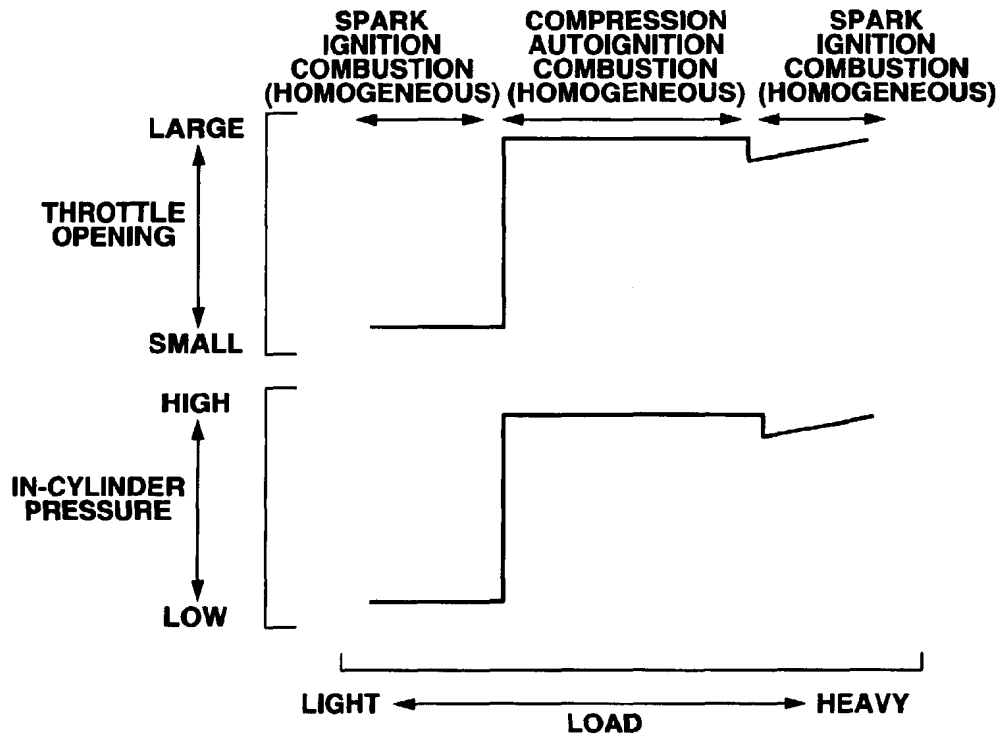 SPARK
IGNITION
COMBUSTION
(HOMOGENEOUS)
COMPRESSION
AUTOIGNITION
COMBUSTION
(HOMOGENEOUS)
SPARK
IGNITION
COMBUSTION
(HOMOGENEOUS)
LARGE
THROTTLE
OPENING
SMALL
HIGH
IN-CYLINDER
PRESSURE
LOW
LIGHT
LOAD
HEAVY